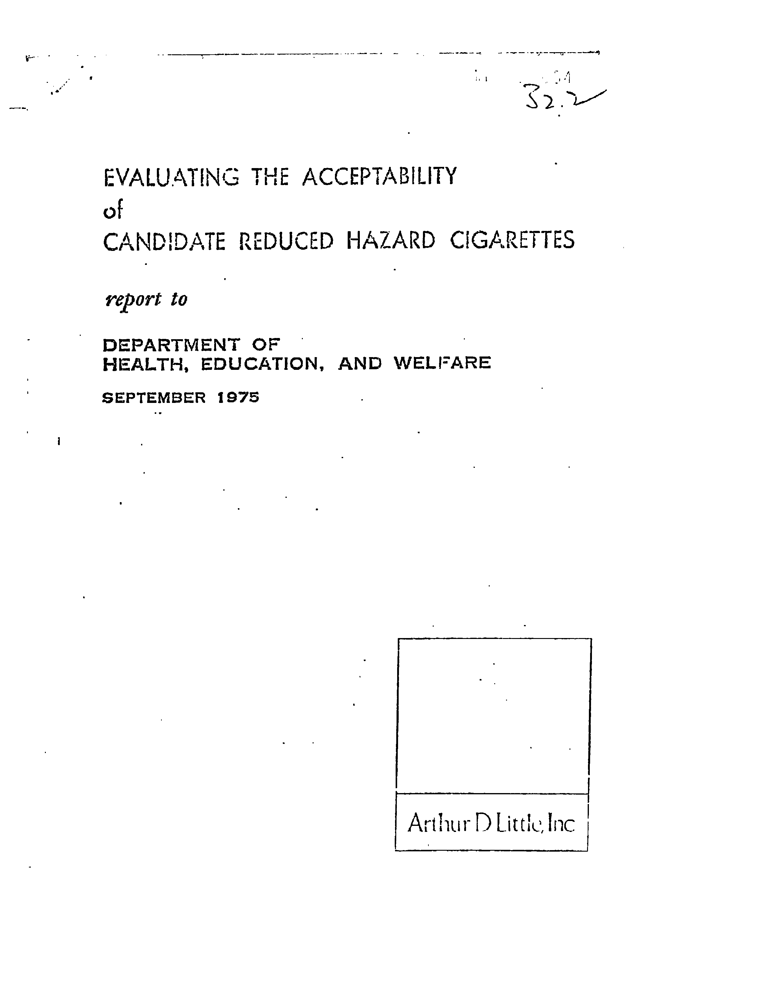 32.2
EVALUATING THE ACCEPTABILITY
of
CANDIDATE REDUCED HAZARD CIGARETTES
report to
DEPARTMENT OF
HEALTH, EDUCATION, AND WELFARE
SEPTEMBER 1975
Arthur D Little, Inc